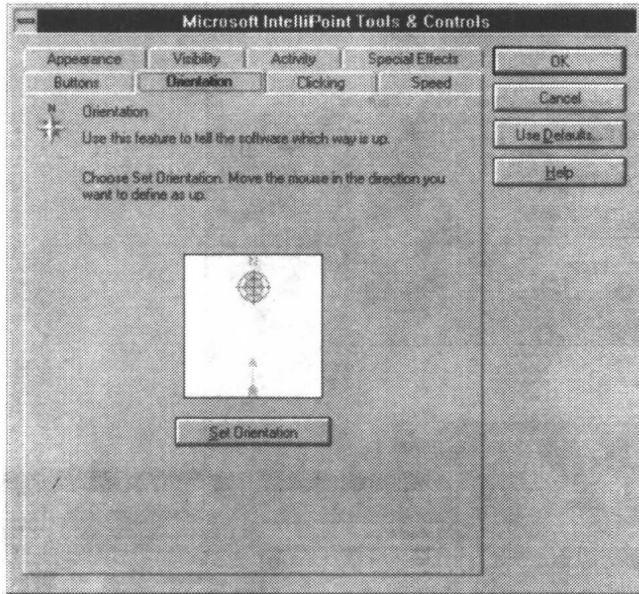 Microsoft IntelliPoint Tools & Controls
Appearance Visibility Activity Special Effects
Buttons Orientation Clicking Speed
OK
Cancel
Use Defaults...
Help
N
Orientation
Use this feature to tell the software which way is up.
Choose Set Orientation. Move the mouse in the direction you
want to define as up.
Set Orientation